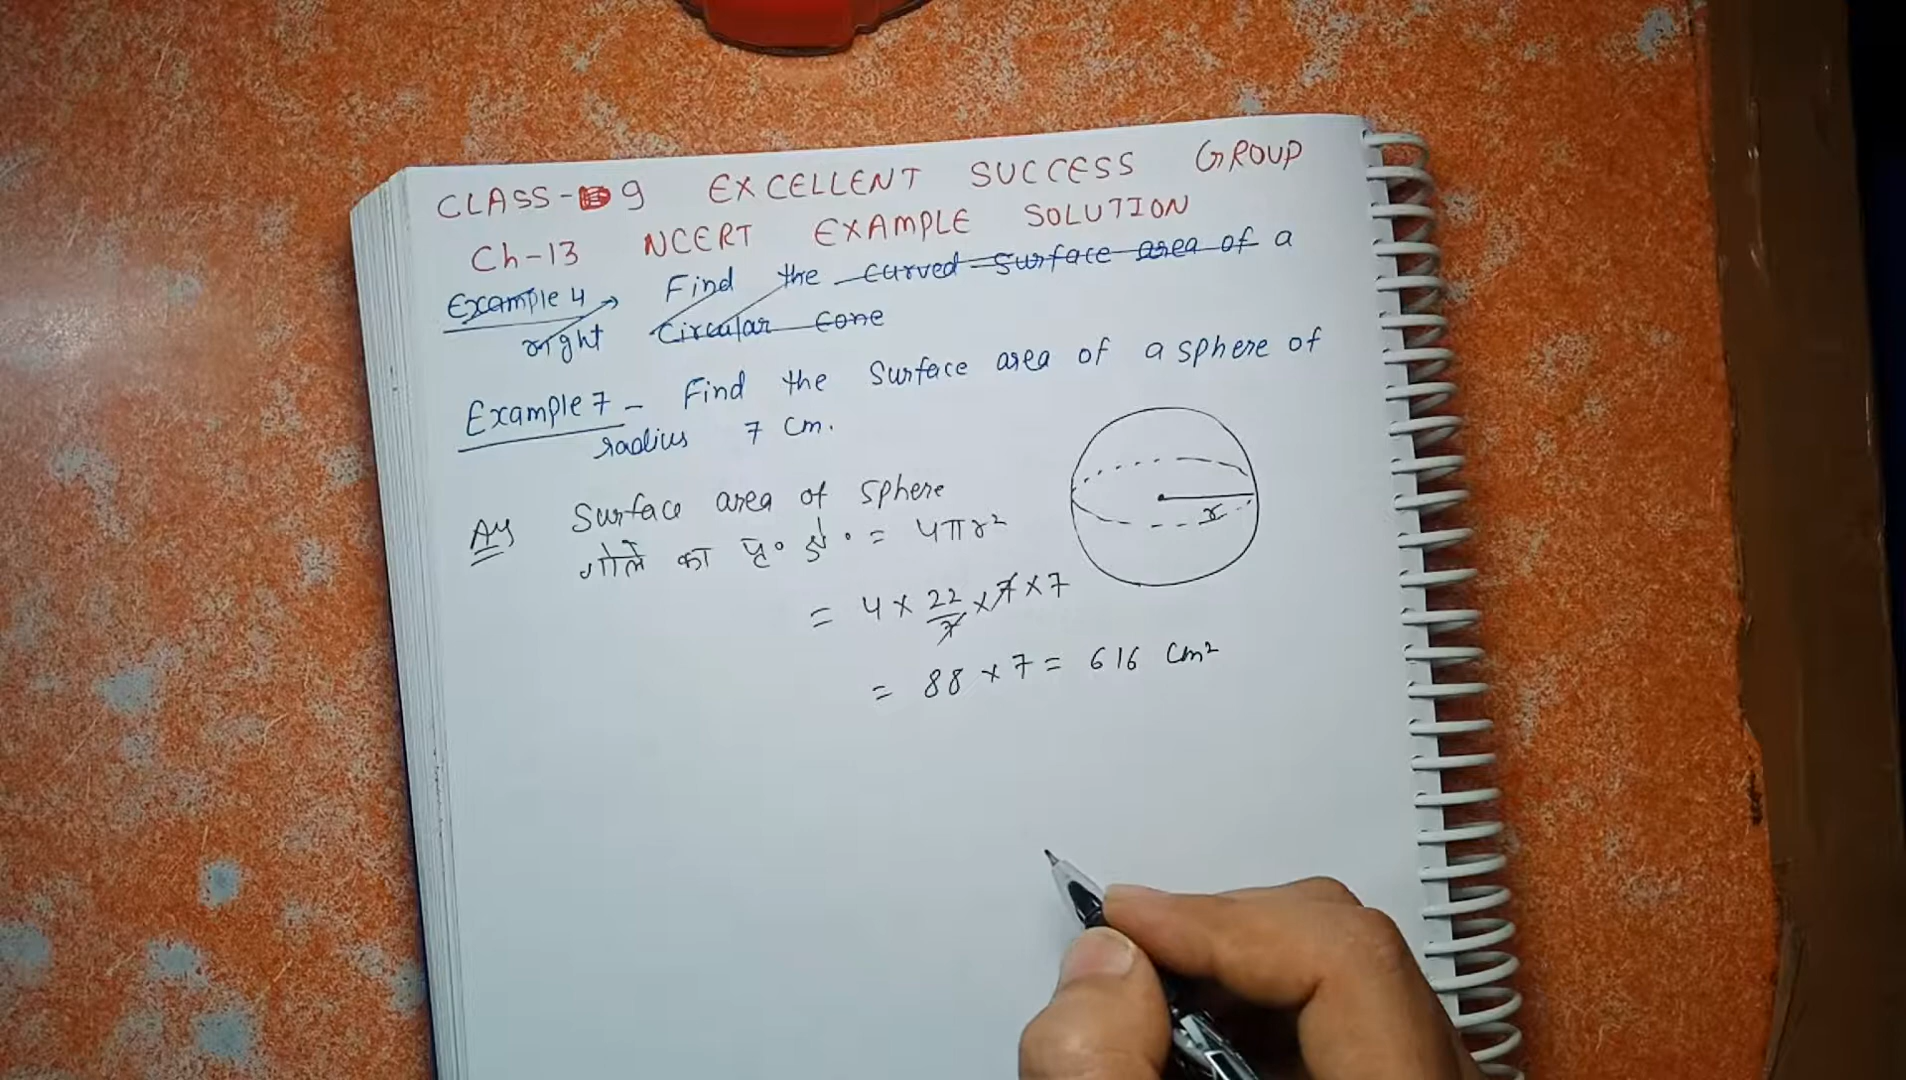 CLASS- 9 EXCELLENT SUCCESS GROUP
Ch-13 NCERT EXAMPLE SOLUTION
Example 4 → Find the curved surface area of a
right Circular Cone
Example 7 - Find the Surface area of a sphere of
radius 7 cm.
Ans Surface area of sphere
गोले का पृ० क्षे० = 4πr²
= 4 × 22/7 × 7 × 7
= 88 × 7 = 616 cm²
r